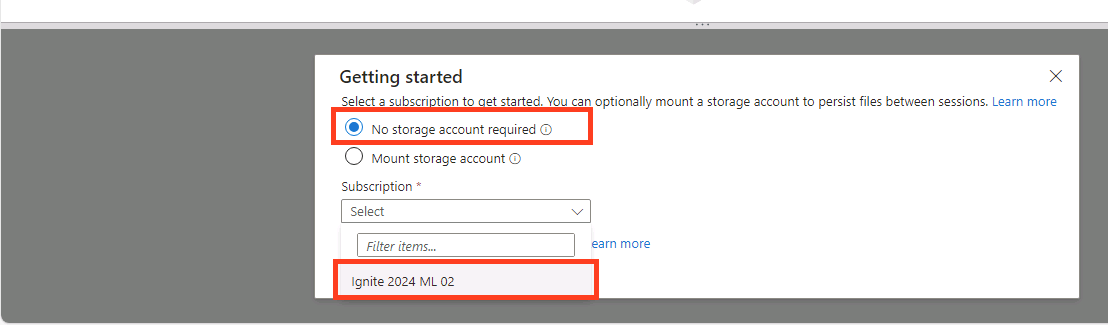 Getting started
Select a subscription to get started. You can optionally mount a storage account to persist files between sessions. Learn more
No storage account required
Mount storage account
Subscription *
Select
Filter items...
earn more
Ignite 2024 ML 02